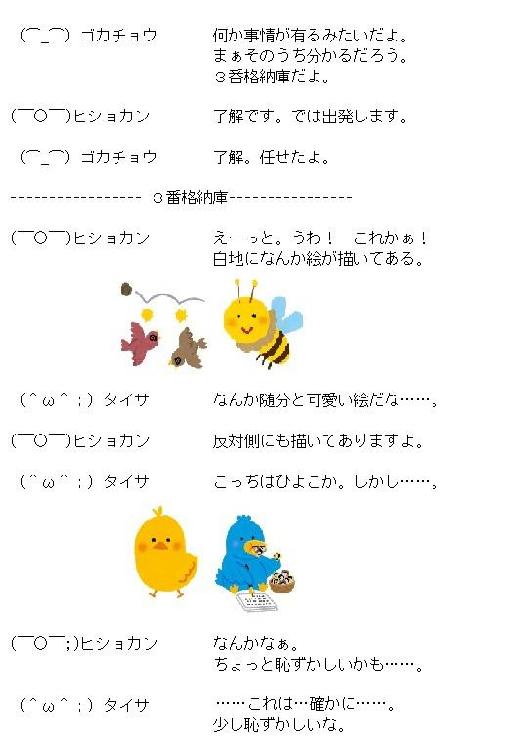 (⌒_⌒) ゴカチョウ　何か事情が有るみたいだよ。
まぁそのうち分かるだろう。
３番格納庫だよ。
(￣○￣)ヒショカン　了解です。では出発します。
(⌒_⌒) ゴカチョウ　了解。任せたよ。
----------------- ３番格納庫----------------
(￣○￣)ヒショカン　え…っと。うわ！　これかぁ！
白地になんか絵が描いてある。
(＾ω＾；) タイサ　なんか随分と可愛い絵だな……。
(￣○￣)ヒショカン　反対側にも描いてありますよ。
(＾ω＾；) タイサ　こっちはひよこか。しかし……。
(￣○￣;)ヒショカン　なんかなぁ。
ちょっと恥ずかしいかも……。
(＾ω＾；) タイサ　……これは…確かに……。
少し恥ずかしいな。